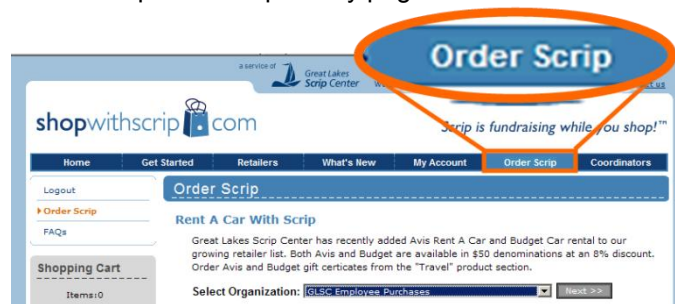 Order Scrip
a service of
Great Lakes
Scrip Center
shopwithscrip com
Scrip is fundraising while you shop!™
Home Get Started Retailers What's New My Account Order Scrip Coordinators
Logout
Order Scrip
FAQs
Shopping Cart
Items:0
Order Scrip
Rent A Car With Scrip
Great Lakes Scrip Center has recently added Avis Rent A Car and Budget Car rental to our
growing retailer list. Both Avis and Budget are available in $50 denominations at an 8% discount.
Order Avis and Budget gift certicates from the "Travel" product section.
Select Organization: GLSC Employee Purchases Next >>